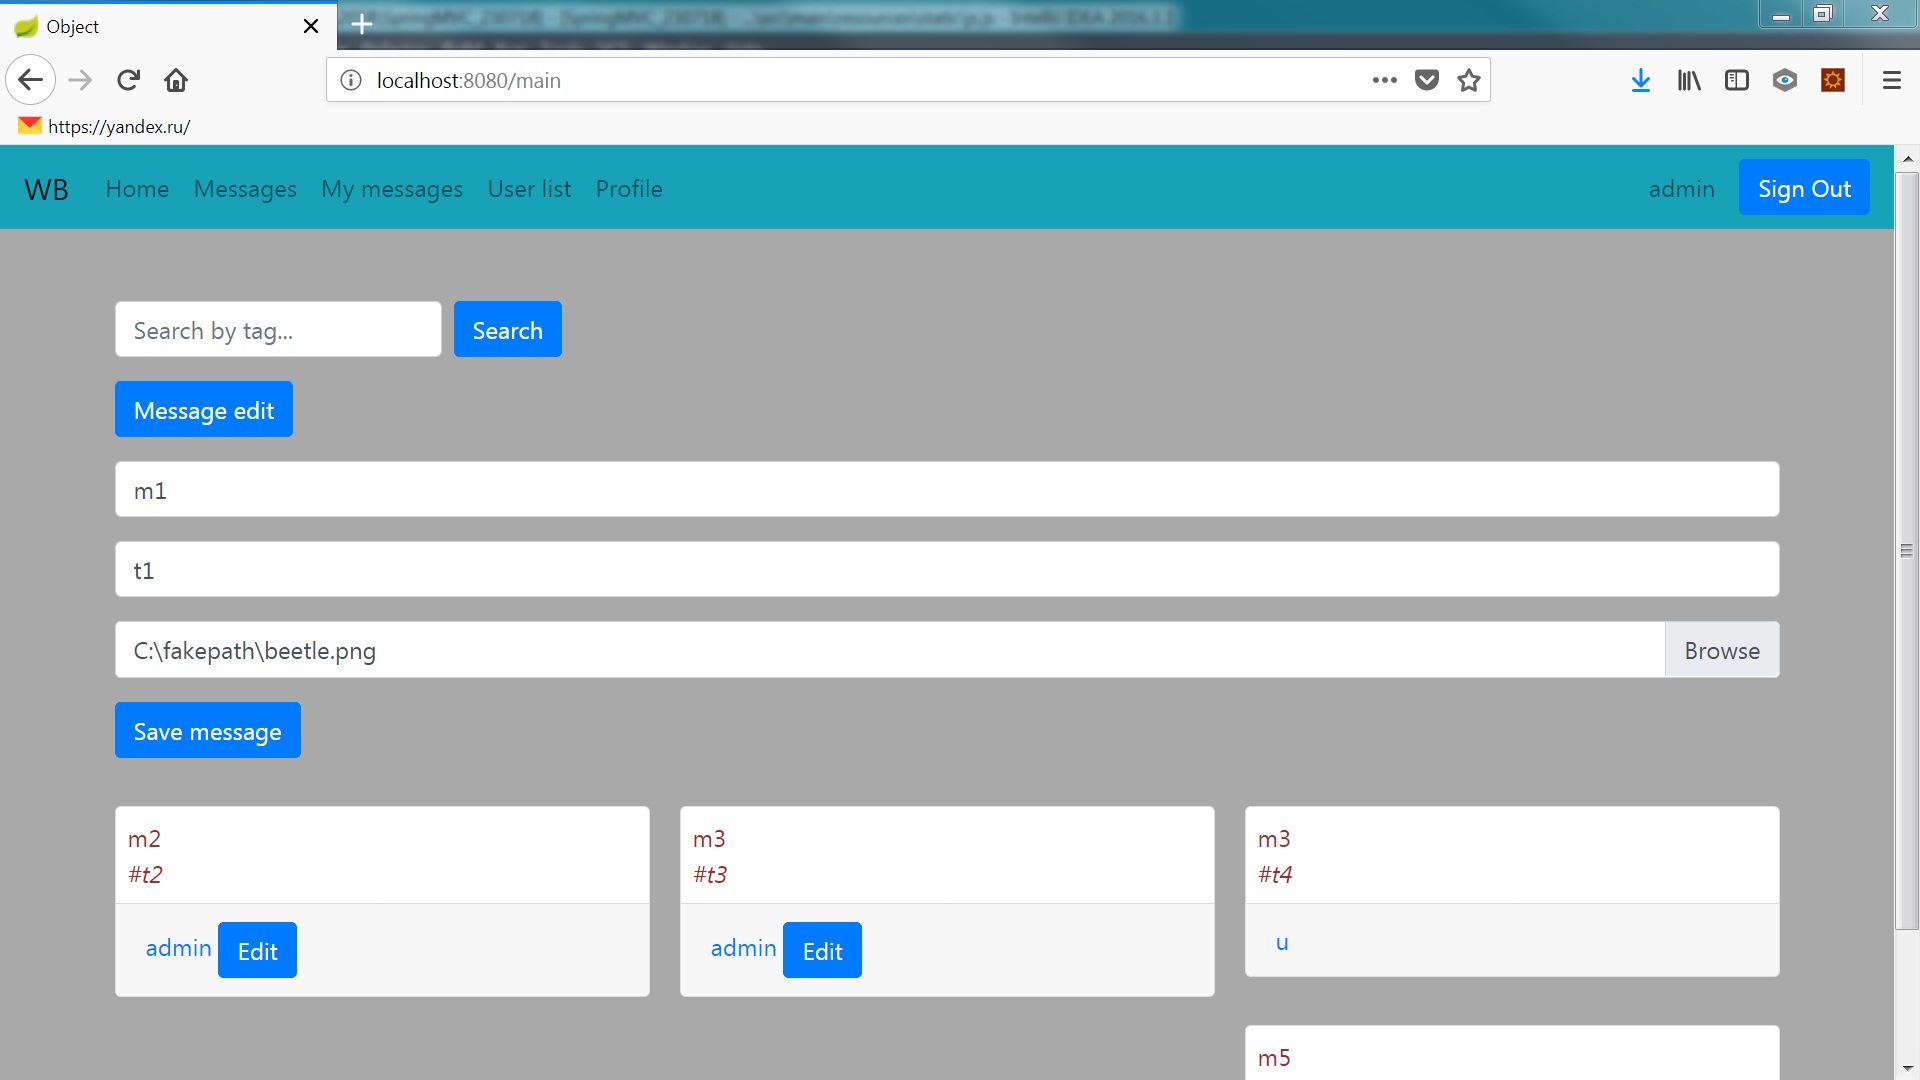 Object
localhost:8080/main
https://yandex.ru/
WB Home Messages My messages User list Profile admin Sign Out
Search by tag... Search
Message edit
m1
t1
C:\fakepath\beetle.png Browse
Save message
m2
#t2
admin Edit
m3
#t3
admin Edit
m3
#t4
u
m5